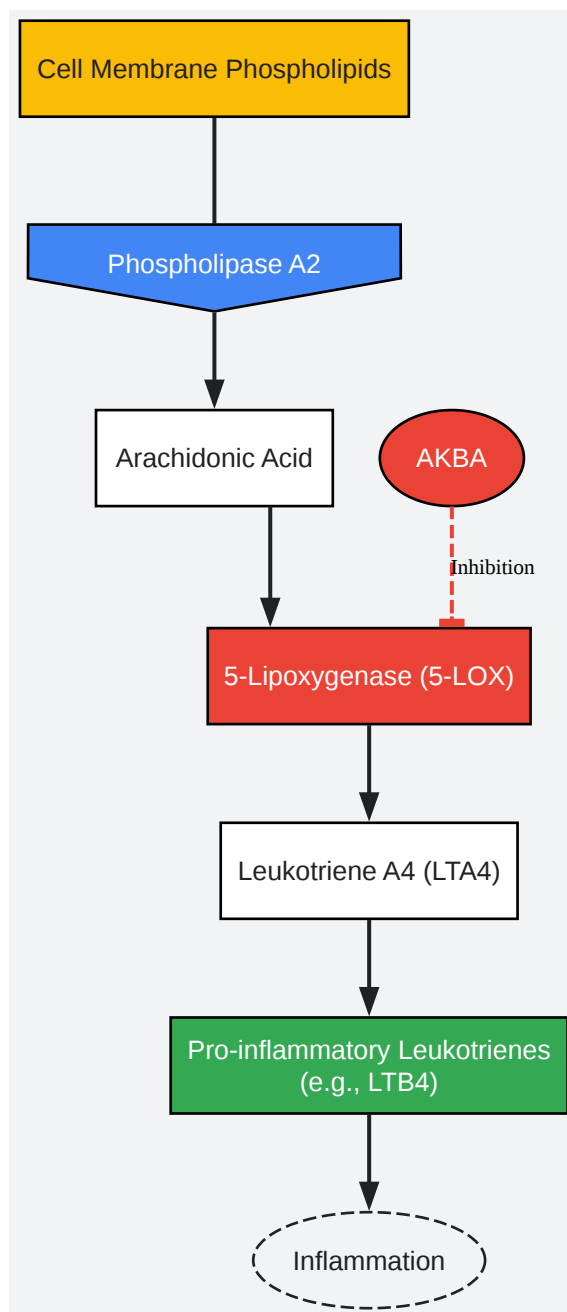 Cell Membrane Phospholipids
Phospholipase A2
Arachidonic Acid
AKBA
Inhibition
5-Lipoxygenase (5-LOX)
Leukotriene A4 (LTA4)
Pro-inflammatory Leukotrienes
(e.g., LTB4)
Inflammation